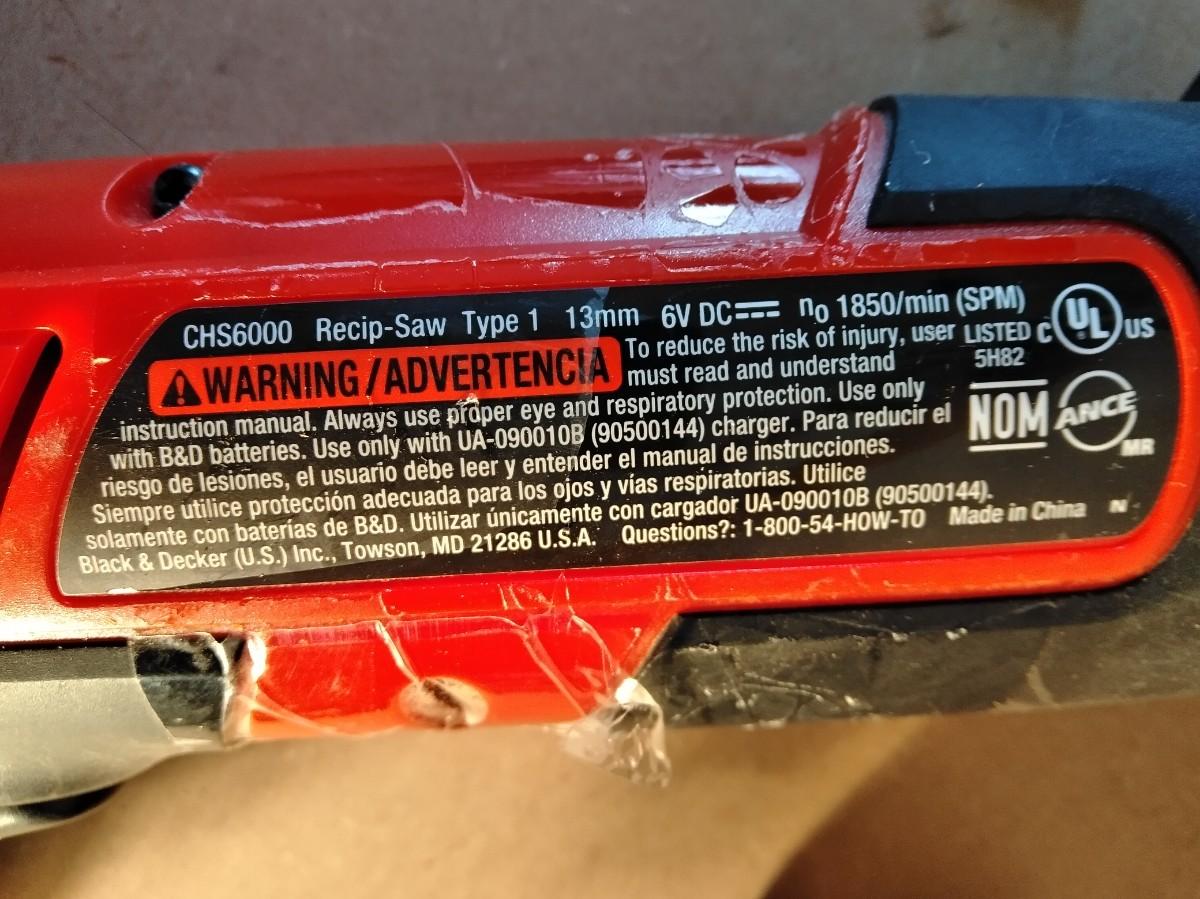 CHS6000 Recip-Saw Type 1 13mm 6V DC⎓ n₀ 1850/min (SPM)
WARNING/ADVERTENCIA
To reduce the risk of injury, user
must read and understand
instruction manual. Always use proper eye and respiratory protection. Use only
with B&D batteries. Use only with UA-090010B (90500144) charger. Para reducir el
riesgo de lesiones, el usuario debe leer y entender el manual de instrucciones.
Siempre utilice protección adecuada para los ojos y vías respiratorias. Utilice
solamente con baterías de B&D. Utilizar únicamente con cargador UA-090010B (90500144).
Black & Decker (U.S.) Inc., Towson, MD 21286 U.S.A. Questions?: 1-800-54-HOW-TO Made in China N
LISTED C UL US
5H82
NOM ANCE
MR